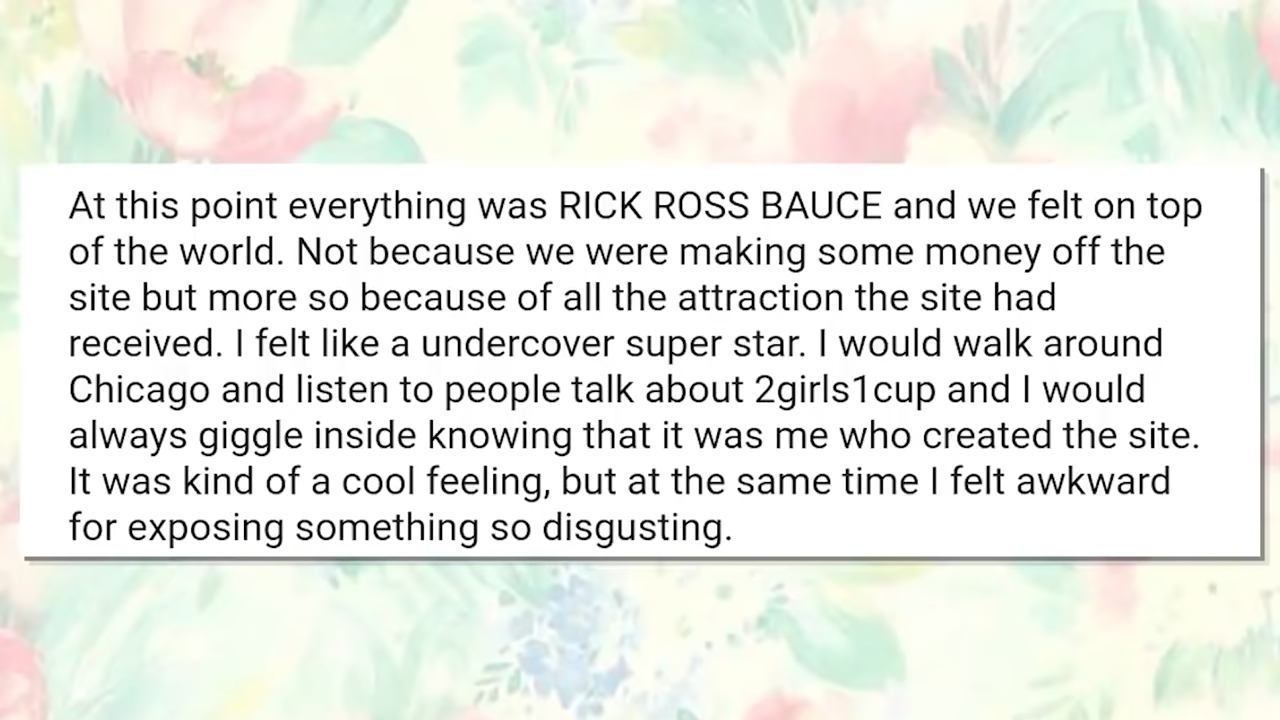 At this point everything was RICK ROSS BAUCE and we felt on top
of the world. Not because we were making some money off the
site but more so because of all the attraction the site had
received. I felt like a undercover super star. I would walk around
Chicago and listen to people talk about 2girls1cup and I would
always giggle inside knowing that it was me who created the site.
It was kind of a cool feeling, but at the same time I felt awkward
for exposing something so disgusting.